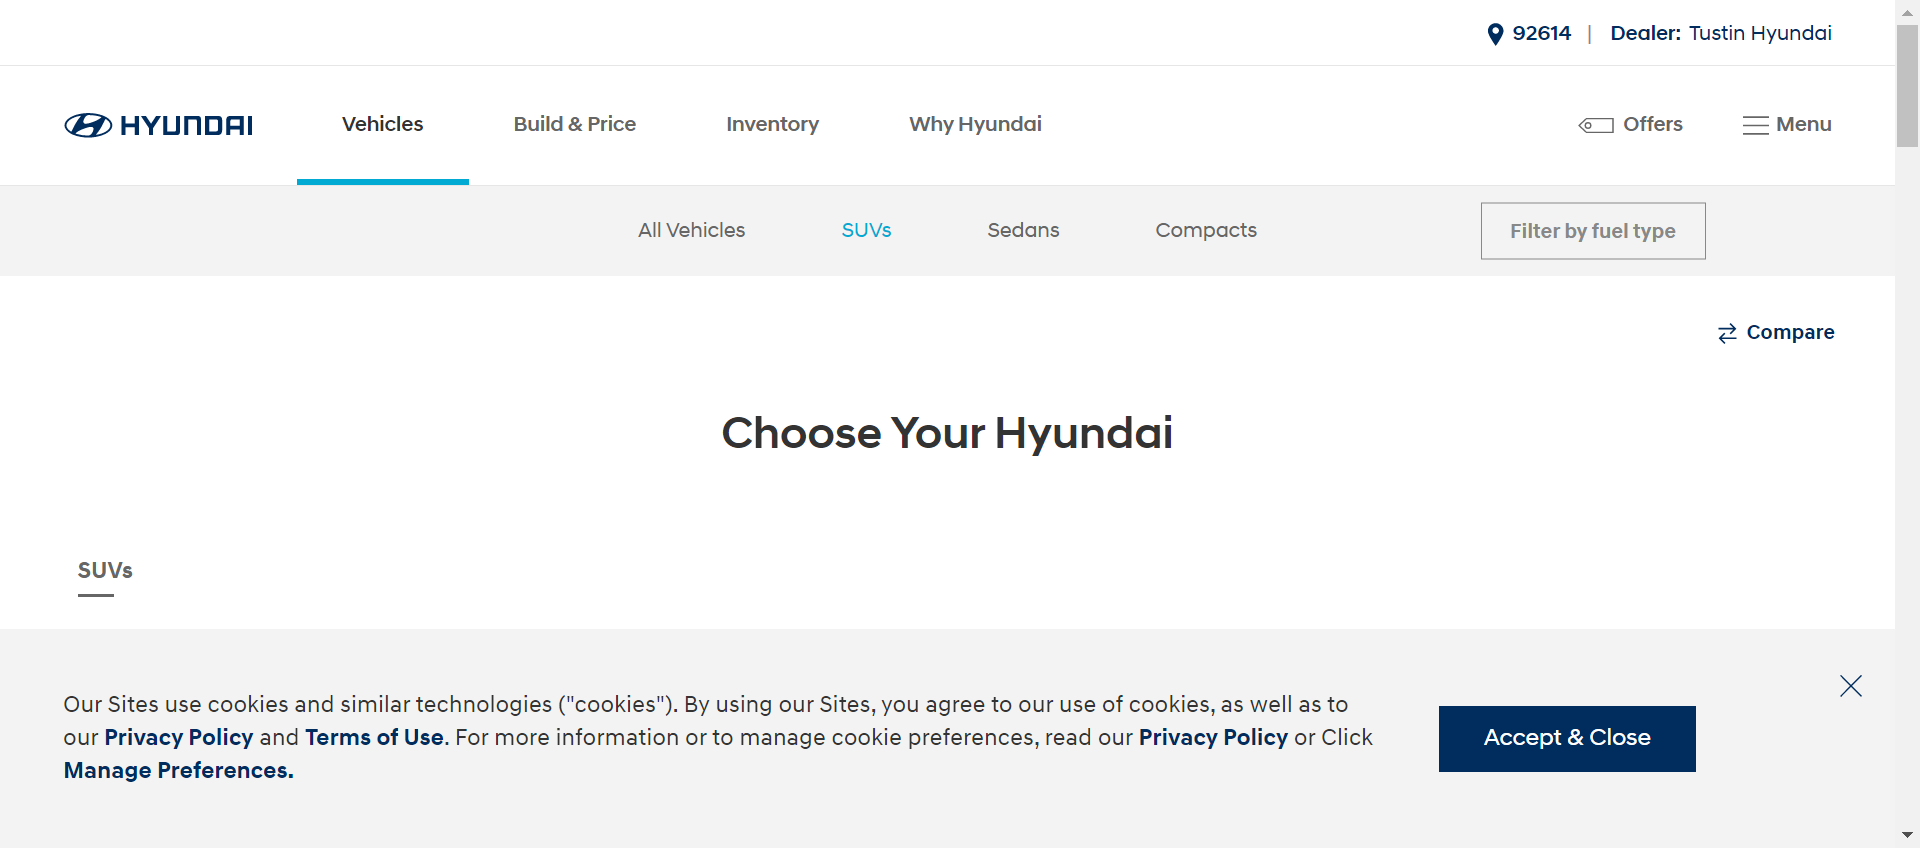 92614 | Dealer: Tustin Hyundai
HYUNDAI Vehicles Build & Price Inventory Why Hyundai Offers Menu
All Vehicles SUVs Sedans Compacts Filter by fuel type
Compare
Choose Your Hyundai
SUVs
Our Sites use cookies and similar technologies ("cookies"). By using our Sites, you agree to our use of cookies, as well as to
our Privacy Policy and Terms of Use. For more information or to manage cookie preferences, read our Privacy Policy or Click
Manage Preferences.
Accept & Close